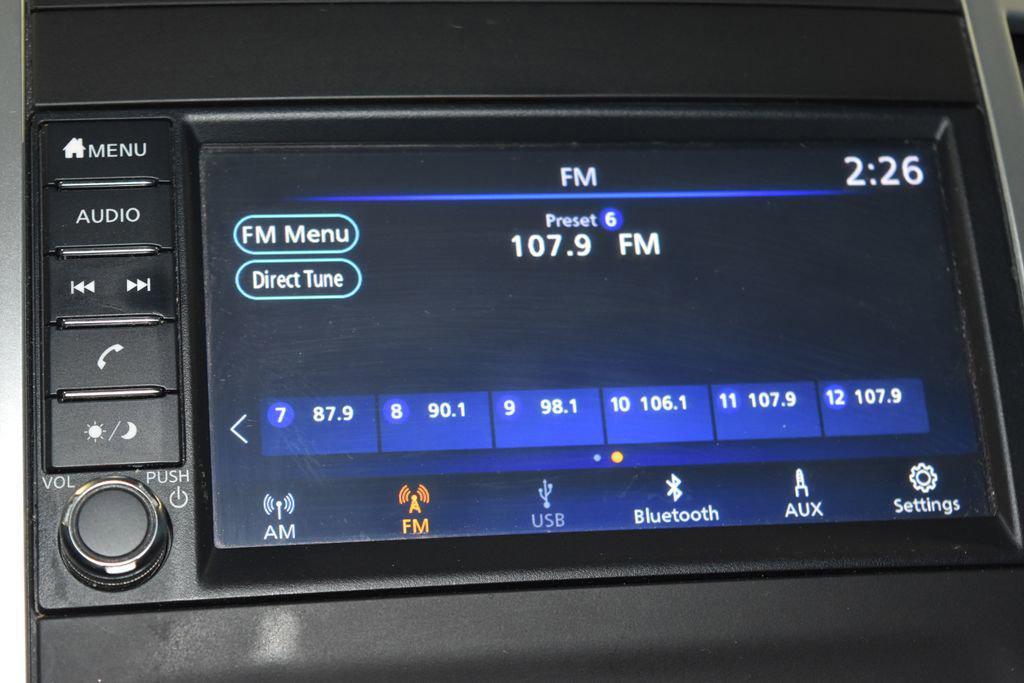 MENU
AUDIO
VOL
PUSH
FM
2:26
FM Menu
Direct Tune
Preset 6
107.9 FM
7 87.9
8 90.1
9 98.1
10 106.1
11 107.9
12 107.9
AM
FM
USB
Bluetooth
AUX
Settings